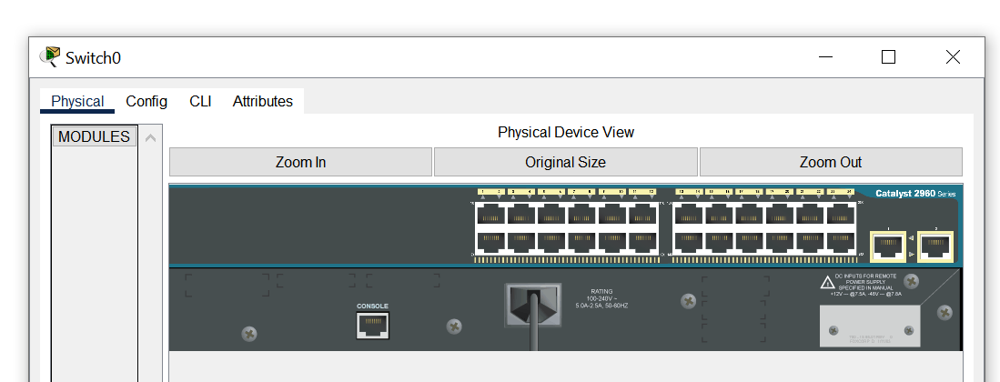 Switch0
Physical Config CLI Attributes
MODULES
Physical Device View
Zoom In Original Size Zoom Out
1 2 3 4 5 6 7 8 9 10 11 12 13 14 15 16 17 18 19 20 21 22 23 24
Catalyst 2960 Series
1 2
CONSOLE
RATING
100-240V ~
5.0A-2.5A, 50-60HZ
DC INPUTS FOR REMOTE
POWER SUPPLY
SPECIFIED IN MANUAL
+12V — @7.5A, -48V — @7.8A